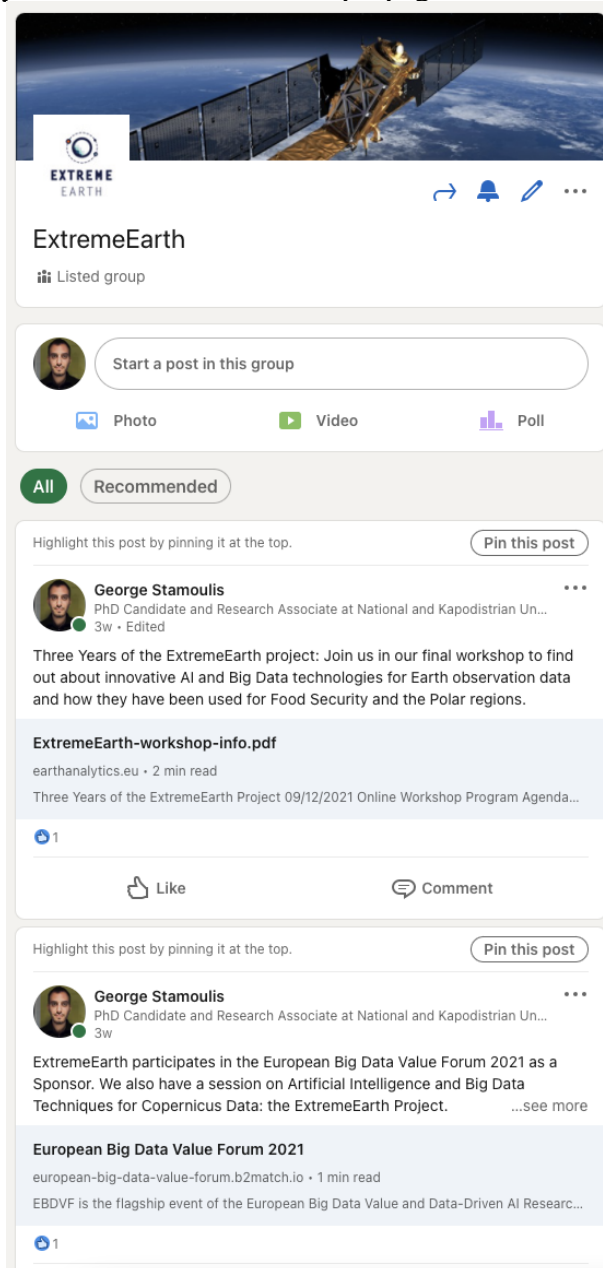 EXTREME
EARTH
ExtremeEarth
Listed group
Start a post in this group
Photo
Video
Poll
All
Recommended
Highlight this post by pinning it at the top.
Pin this post
George Stamoulis
PhD Candidate and Research Associate at National and Kapodistrian Un...
3w • Edited
Three Years of the ExtremeEarth project: Join us in our final workshop to find
out about innovative AI and Big Data technologies for Earth observation data
and how they have been used for Food Security and the Polar regions.
ExtremeEarth-workshop-info.pdf
earthanalytics.eu • 2 min read
Three Years of the ExtremeEarth Project 09/12/2021 Online Workshop Program Agenda...
1
Like
Comment
Highlight this post by pinning it at the top.
Pin this post
George Stamoulis
PhD Candidate and Research Associate at National and Kapodistrian Un...
3w
ExtremeEarth participates in the European Big Data Value Forum 2021 as a
Sponsor. We also have a session on Artificial Intelligence and Big Data
Techniques for Copernicus Data: the ExtremeEarth Project. ...see more
European Big Data Value Forum 2021
european-big-data-value-forum.b2match.io • 1 min read
EBDVF is the flagship event of the European Big Data Value and Data-Driven AI Researc...
1